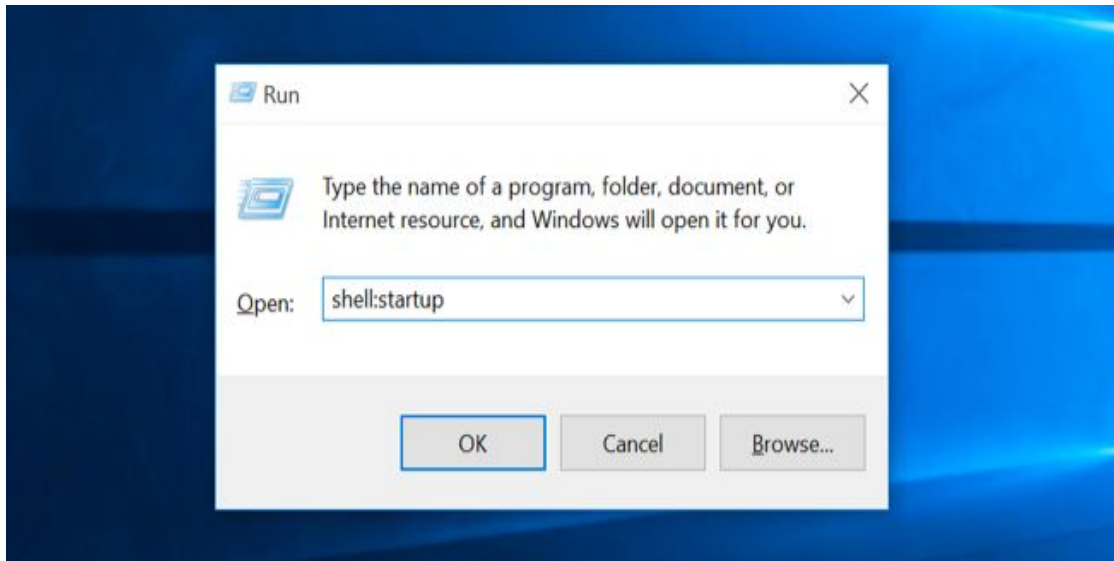 Run
Type the name of a program, folder, document, or
Internet resource, and Windows will open it for you.
Open: shell:startup
OK Cancel Browse...